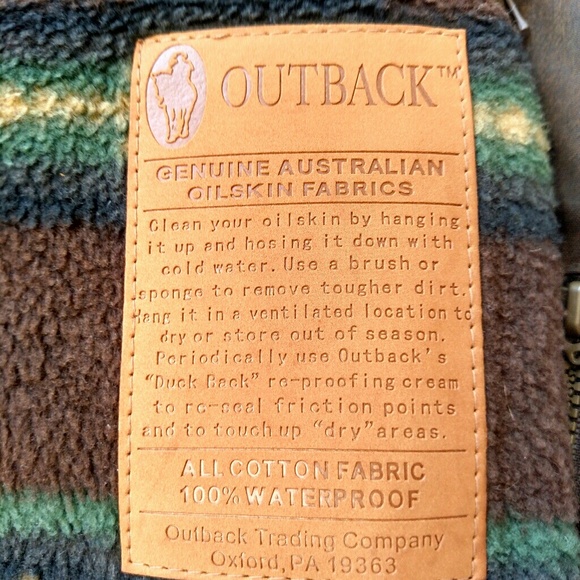 OUTBACK™
GENUINE AUSTRALIAN
OILSKIN FABRICS
Clean your oilskin by hanging
it up and hosing it down with
cold water. Use a brush or
sponge to remove tougher dirt.
Hang it in a ventilated location to
dry or store out of season.
Periodically use Outback's
"Duck Back" re-proofing cream
to re-seal friction points
and to touch up "dry" areas.
ALL COTTON FABRIC
100% WATERPROOF
Outback Trading Company
Oxford, PA 19363